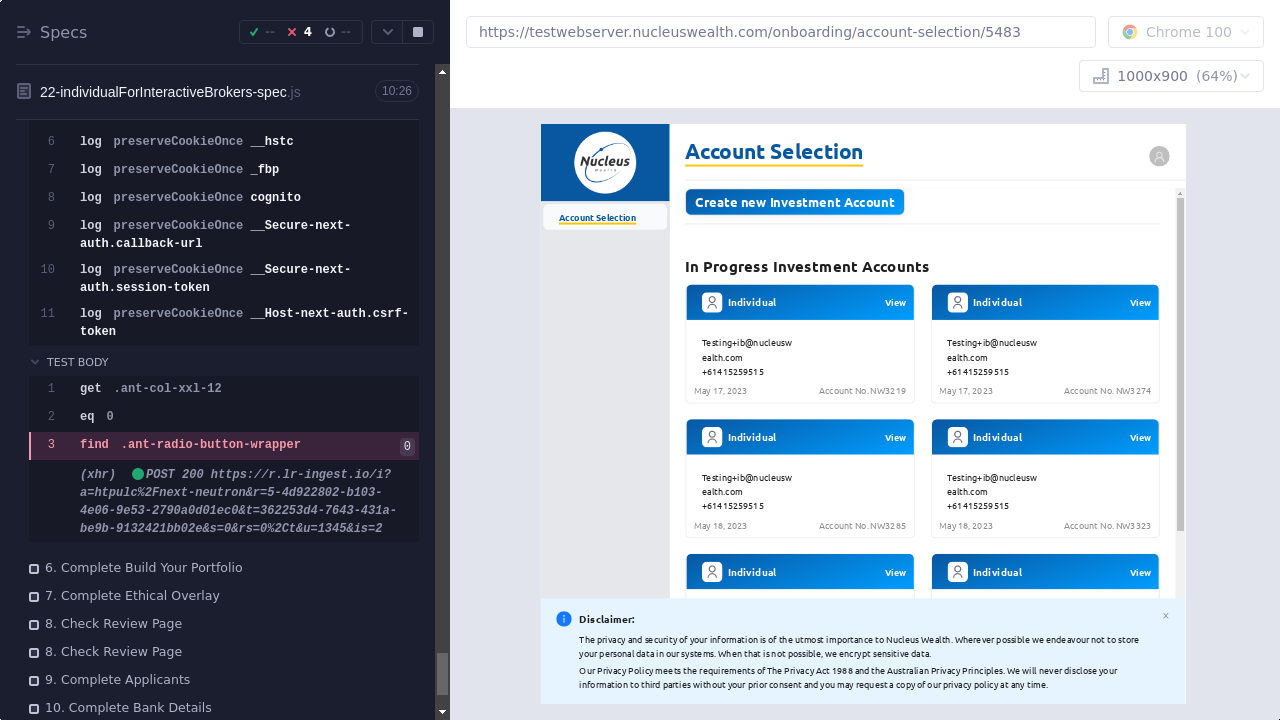 Specs
--
4
--
https://testwebserver.nucleuswealth.com/onboarding/account-selection/5483
Chrome 100
1000x900 (64%)
22-individualForInteractiveBrokers-spec.js
10:26
6 log preserveCookieOnce __hstc
7 log preserveCookieOnce _fbp
8 log preserveCookieOnce cognito
9 log preserveCookieOnce __Secure-next-
auth.callback-url
10 log preserveCookieOnce __Secure-next-
auth.session-token
11 log preserveCookieOnce __Host-next-auth.csrf-
token
TEST BODY
1 get .ant-col-xxl-12
2 eq 0
3 find .ant-radio-button-wrapper 0
(xhr) POST 200 https://r.lr-ingest.io/i?
a=htpulc%2Fnext-neutron&r=5-4d922802-b103-
4e06-9e53-2790a0d01ec0&t=362253d4-7643-431a-
be9b-9132421bb02e&s=0&rs=0%2Ct&u=1345&is=2
6. Complete Build Your Portfolio
7. Complete Ethical Overlay
8. Check Review Page
8. Check Review Page
9. Complete Applicants
10. Complete Bank Details
Nucleus
Wealth
Account Selection
Account Selection
Create new Investment Account
In Progress Investment Accounts
Individual View
Testing+ib@nucleusw
ealth.com
+61415259515
May 17, 2023 Account No. NW3219
Individual View
Testing+ib@nucleusw
ealth.com
+61415259515
May 17, 2023 Account No. NW3274
Individual View
Testing+ib@nucleusw
ealth.com
+61415259515
May 18, 2023 Account No. NW3285
Individual View
Testing+ib@nucleusw
ealth.com
+61415259515
May 18, 2023 Account No. NW3323
Individual View
Individual View
Disclaimer:
The privacy and security of your information is of the utmost importance to Nucleus Wealth. Wherever possible we endeavour not to store
your personal data in our systems. When that is not possible, we encrypt sensitive data.
Our Privacy Policy meets the requirements of The Privacy Act 1988 and the Australian Privacy Principles. We will never disclose your
information to third parties without your prior consent and you may request a copy of our privacy policy at any time.